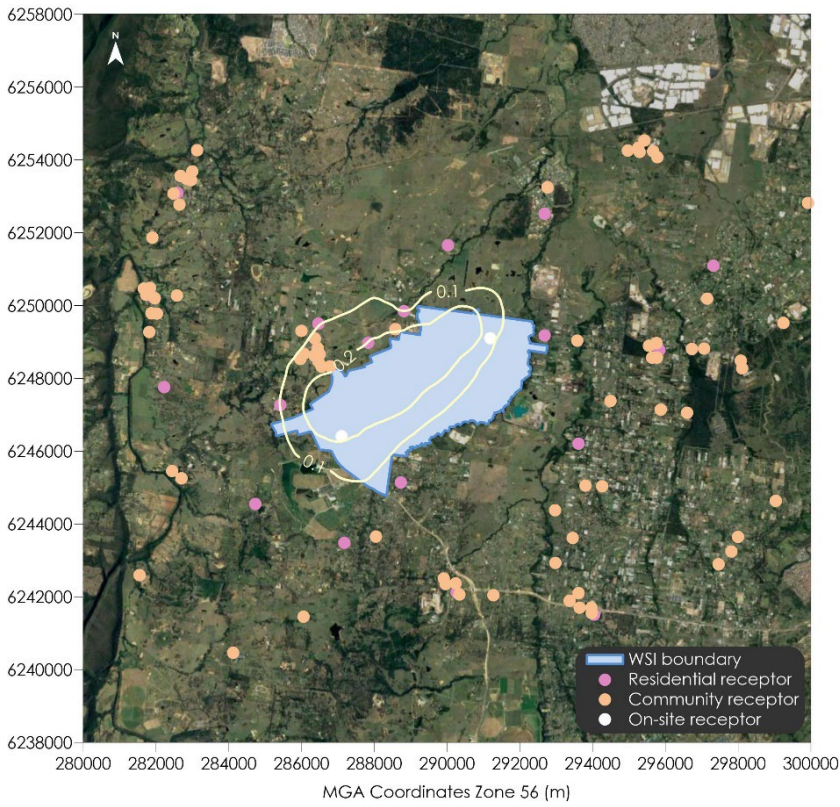 6258000
N
6256000
6254000
6252000
6250000
0.1
0.2
6248000
6246000
0.1
6244000
6242000
6240000
6238000
WSI boundary
Residential receptor
Community receptor
On-site receptor
280000 282000 284000 286000 288000 290000 292000 294000 296000 298000 300000
MGA Coordinates Zone 56 (m)